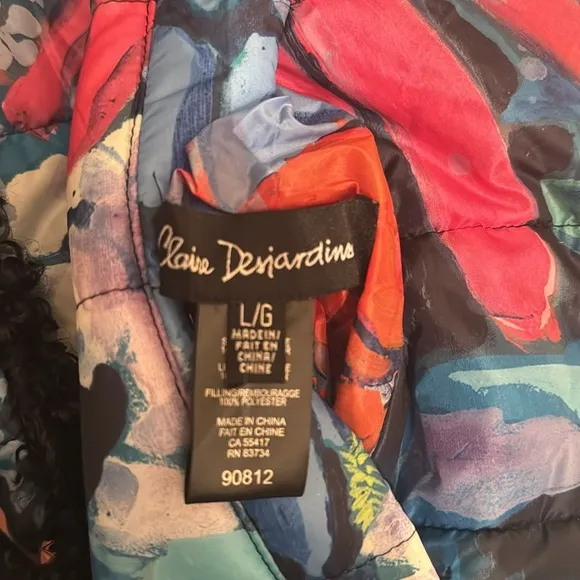 Claire Desjardins
L/G
MADE IN/
FAIT EN
CHINA/
CHINE
FILLING/REMBOURAGGE
100% POLYESTER
MADE IN CHINA
FAIT EN CHINE
CA 55417
RN 83734
90812